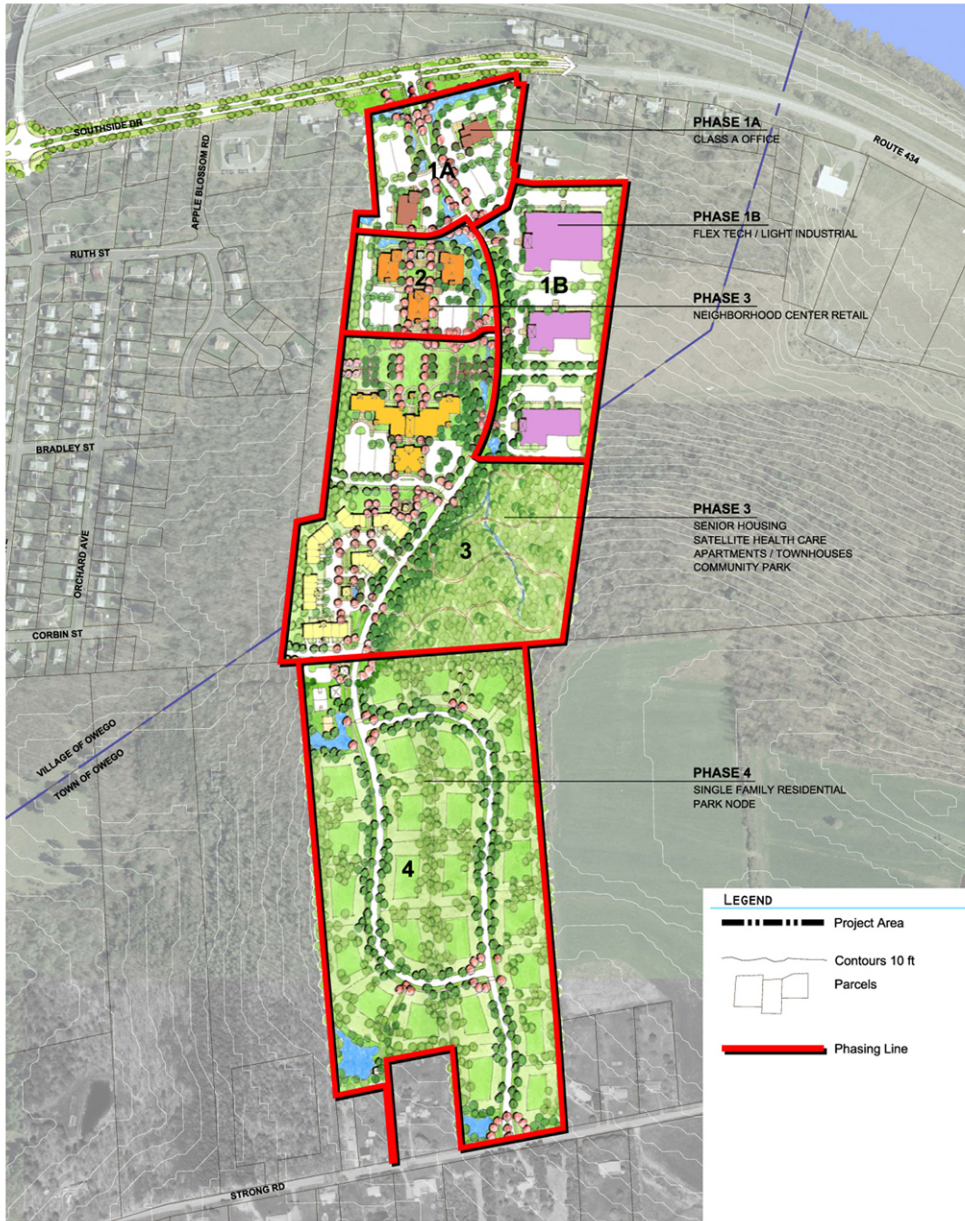 SOUTHSIDE DR
ROUTE 434
APPLE BLOSSOM RD
RUTH ST
BRADLEY ST
ORCHARD AVE
CORBIN ST
VILLAGE OF OWEGO
TOWN OF OWEGO
STRONG RD
1A
1B
2
3
4
PHASE 1A
CLASS A OFFICE
PHASE 1B
FLEX TECH / LIGHT INDUSTRIAL
PHASE 3
NEIGHBORHOOD CENTER RETAIL
PHASE 3
SENIOR HOUSING
SATELLITE HEALTH CARE
APARTMENTS / TOWNHOUSES
COMMUNITY PARK
PHASE 4
SINGLE FAMILY RESIDENTIAL
PARK NODE
LEGEND
Project Area
Contours 10 ft
Parcels
Phasing Line